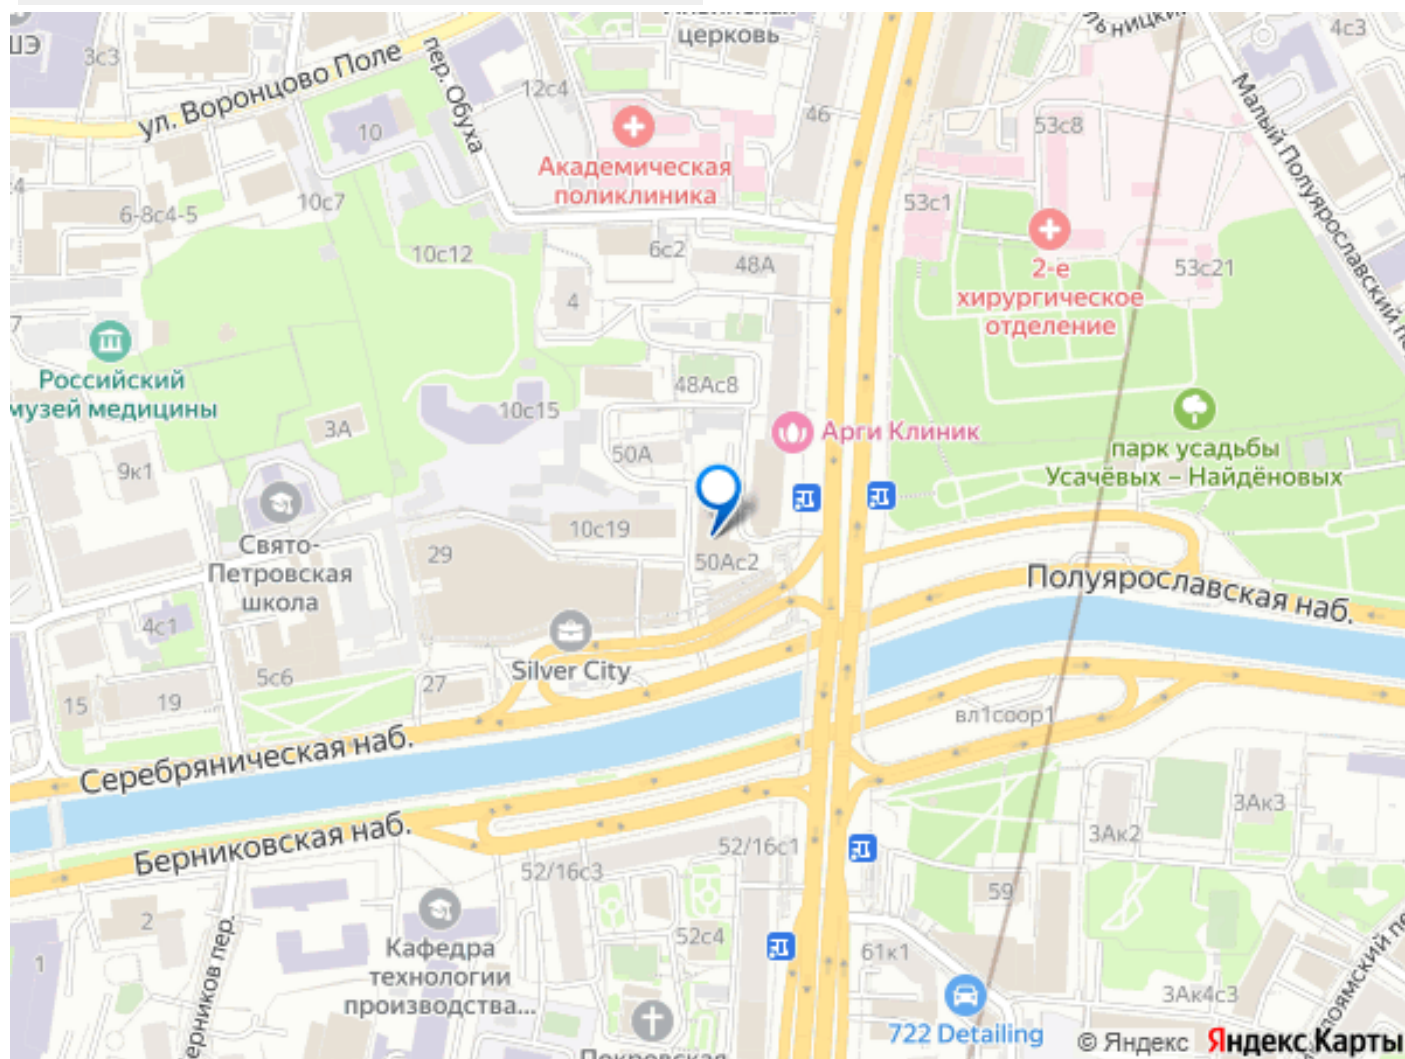 церковь
4с3
3с3
ул. Воронцово Поле
пер. Обуха
12с4
46
10
53с8
Малый Полуярославский
Академическая
поликлиника
6-8с4-5
10с7
53с1
10с12
6с2
48А
2-е
хирургическое
отделение
53с21
4
Российский
музей медицины
48Ас8
10с15
3А
Арги Клиник
парк усадьбы
Усачёвых – Найдёновых
9к1
50А
10с19
Свято-
Петровская
школа
29
50Ас2
Полуярославская наб.
4с1
Silver City
5с6
27
15
19
вл1соор1
Серебряническая наб.
3Ак3
3Ак2
Берниковская наб.
52/16с1
52/16с3
59
2
Кафедра
технологии
производства...
52с4
61к1
1
3Ак4с3
722 Detailing
© Яндекс Яндекс Карты